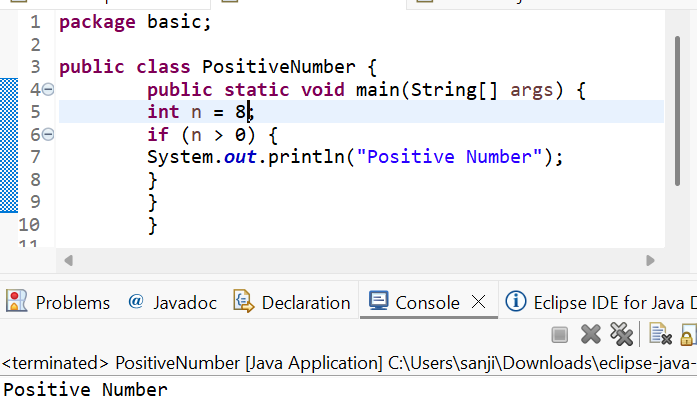 1 package basic;
2
3 public class PositiveNumber {
4 public static void main(String[] args) {
5 int n = 8;
6 if (n > 0) {
7 System.out.println("Positive Number");
8 }
9 }
10 }
11
Problems @ Javadoc Declaration Console Eclipse IDE for Java D
<terminated> PositiveNumber [Java Application] C:\Users\sanji\Downloads\eclipse-java-
Positive Number